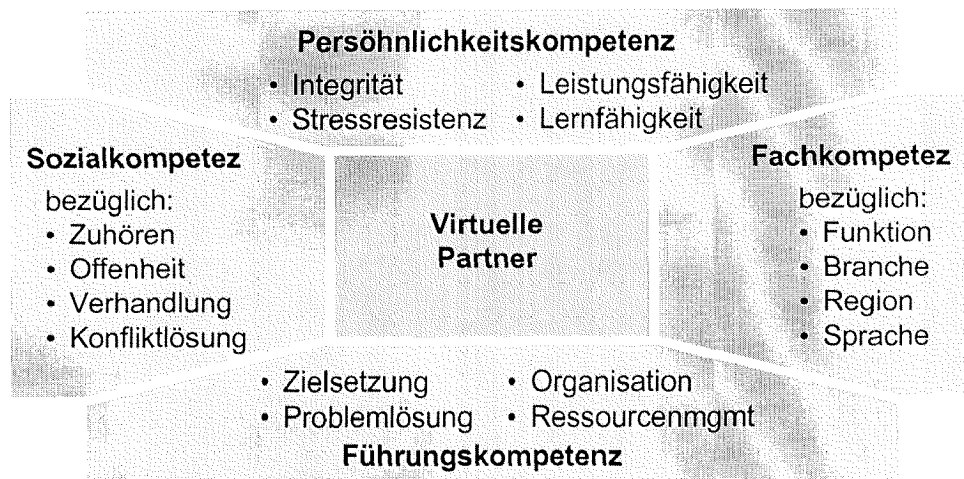 Persöhnlichkeitskompetenz
• Integrität
• Leistungsfähigkeit
• Stressresistenz
• Lernfähigkeit
Sozialkompetez
bezüglich:
• Zuhören
• Offenheit
• Verhandlung
• Konfliktlösung
Virtuelle
Partner
Fachkompetez
bezüglich:
• Funktion
• Branche
• Region
• Sprache
• Zielsetzung
• Organisation
• Problemlösung
• Ressourcenmgmt
Führungskompetenz